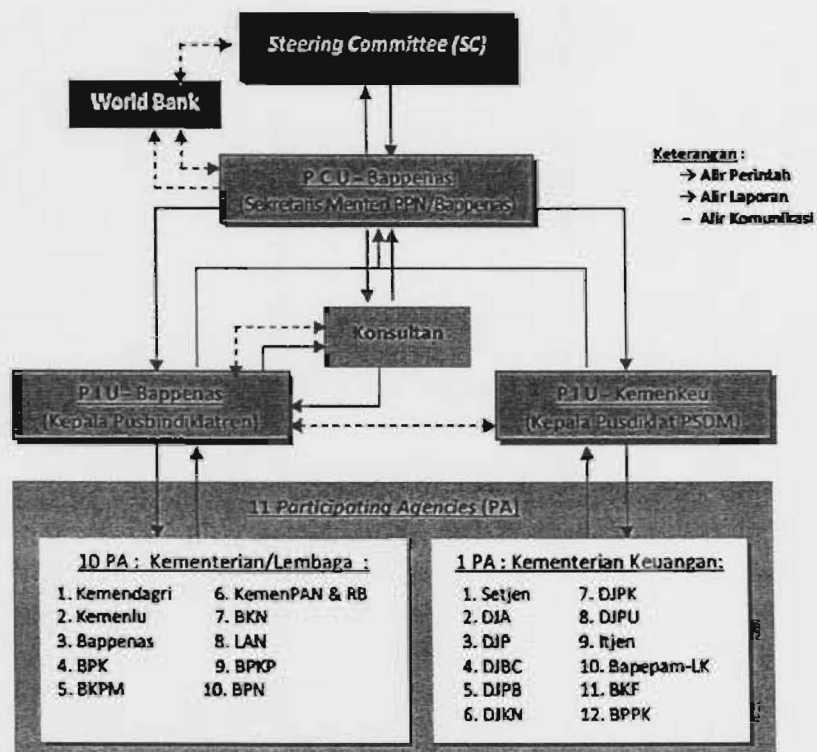 Steering Committee (SC)
World Bank
P C U – Bappenas
(Sekretaris Menteri PPN/Bappenas)
Keterangan :
→ Alir Perintah
→ Alir Laporan
– Alir Komunikasi
Konsultan
P I U – Bappenas
(Kepala Pusbindiklatren)
P I U – Kemenkeu
(Kepala Pusdiklat PSDM)
11 Participating Agencies (PA)
10 PA : Kementerian/Lembaga :
1. Kemendagri
2. Kemenlu
3. Bappenas
4. BPK
5. BKPM
6. KemenPAN & RB
7. BKN
8. LAN
9. BPKP
10. BPN
1 PA : Kementerian Keuangan:
1. Setjen
2. DJA
3. DJP
4. DJBC
5. DJPB
6. DJKN
7. DJPK
8. DJPU
9. Itjen
10. Bapepam-LK
11. BKF
12. BPPK